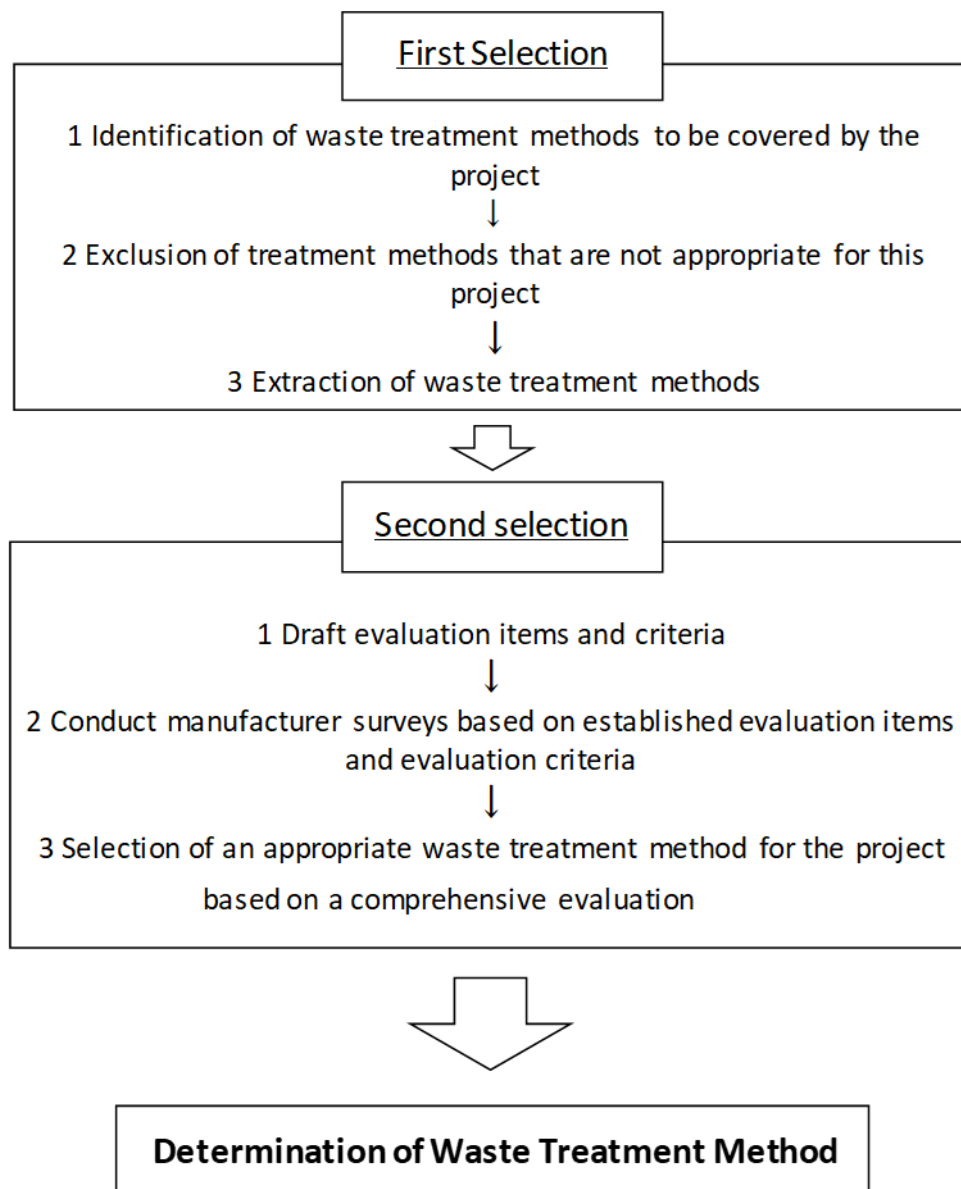 First Selection
1 Identification of waste treatment methods to be covered by the
project
↓
2 Exclusion of treatment methods that are not appropriate for this
project
↓
3 Extraction of waste treatment methods
Second selection
1 Draft evaluation items and criteria
↓
2 Conduct manufacturer surveys based on established evaluation items
and evaluation criteria
↓
3 Selection of an appropriate waste treatment method for the project
based on a comprehensive evaluation
Determination of Waste Treatment Method